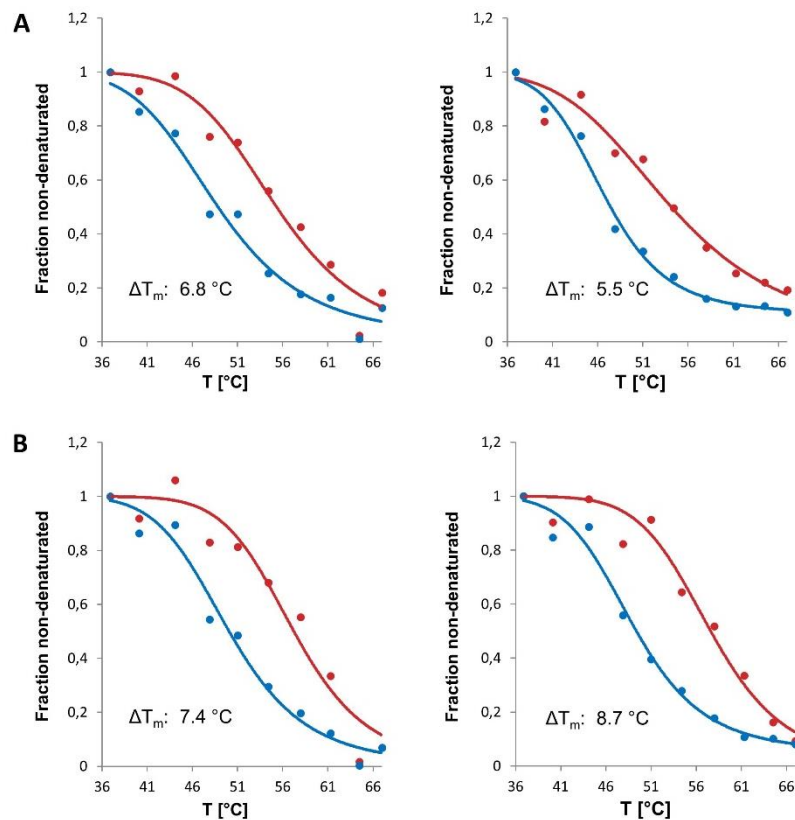 A
1,2
1
0,8
0,6
0,4
0,2
0
Fraction non-denaturated
ΔTm: 6.8 °C
36 41 46 51 56 61 66
T [°C]
1,2
1
0,8
0,6
0,4
0,2
0
Fraction non-denaturated
ΔTm: 5.5 °C
36 41 46 51 56 61 66
T [°C]
B
1,2
1
0,8
0,6
0,4
0,2
0
Fraction non-denaturated
ΔTm: 7.4 °C
36 41 46 51 56 61 66
T [°C]
1,2
1
0,8
0,6
0,4
0,2
0
Fraction non-denaturated
ΔTm: 8.7 °C
36 41 46 51 56 61 66
T [°C]